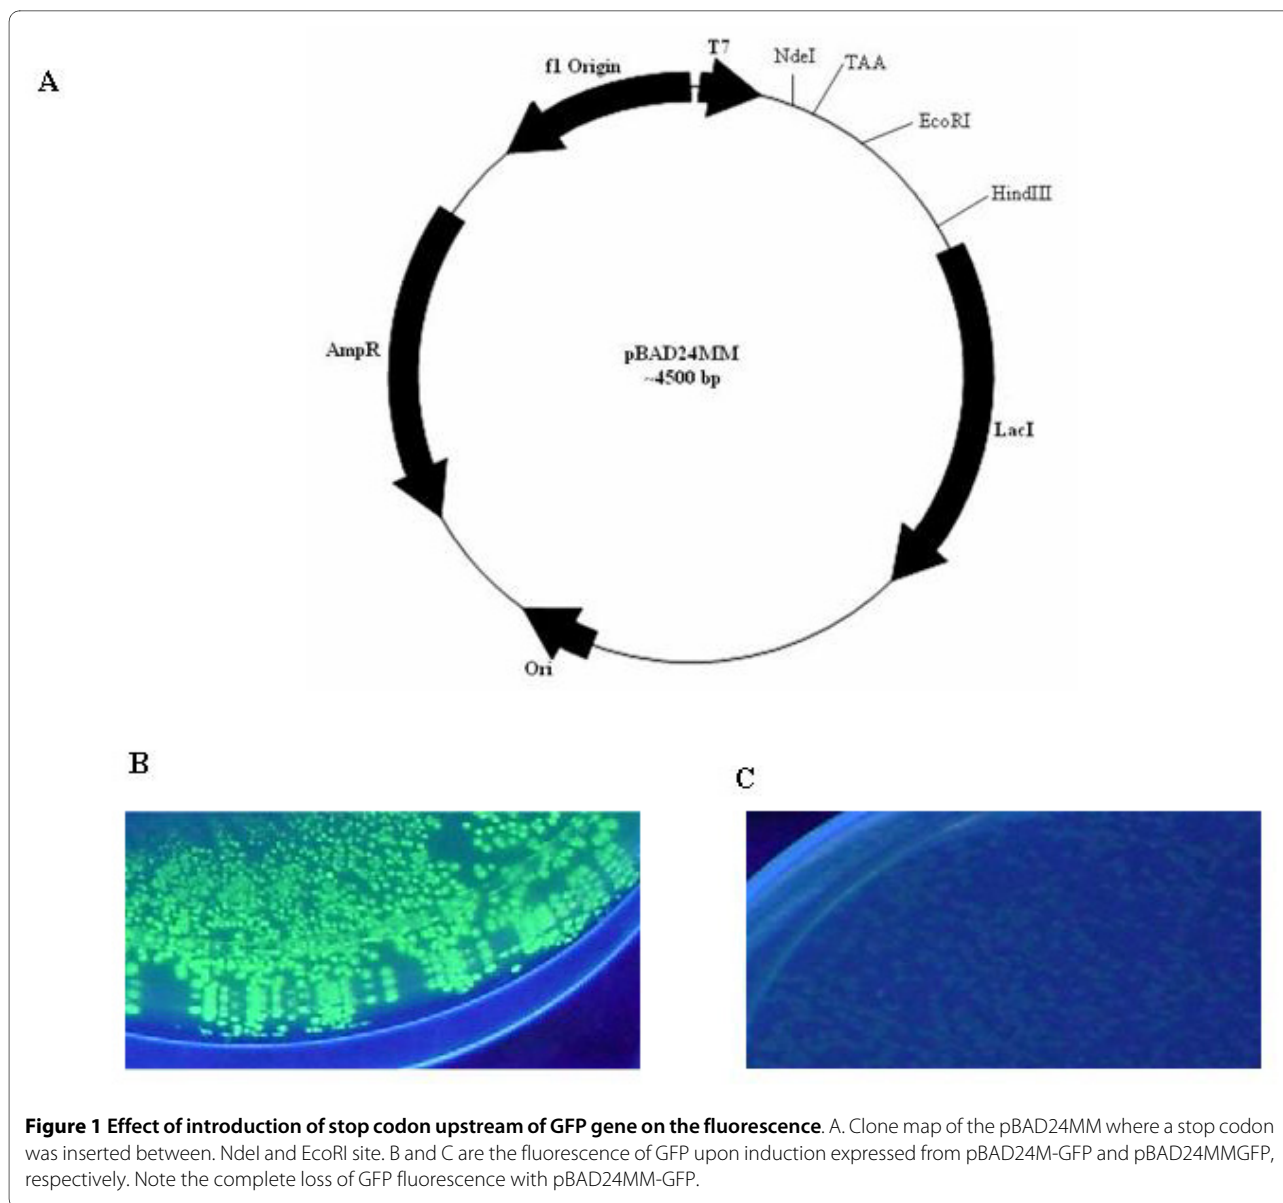 A
f1 Origin
T7
NdeI
TAA
EcoRI
HindIII
AmpR
pBAD24MM
~4500 bp
LacI
Ori
B
C
Figure 1 Effect of introduction of stop codon upstream of GFP gene on the fluorescence. A. Clone map of the pBAD24MM where a stop codon
was inserted between. NdeI and EcoRI site. B and C are the fluorescence of GFP upon induction expressed from pBAD24M-GFP and pBAD24MMGFP,
respectively. Note the complete loss of GFP fluorescence with pBAD24MM-GFP.